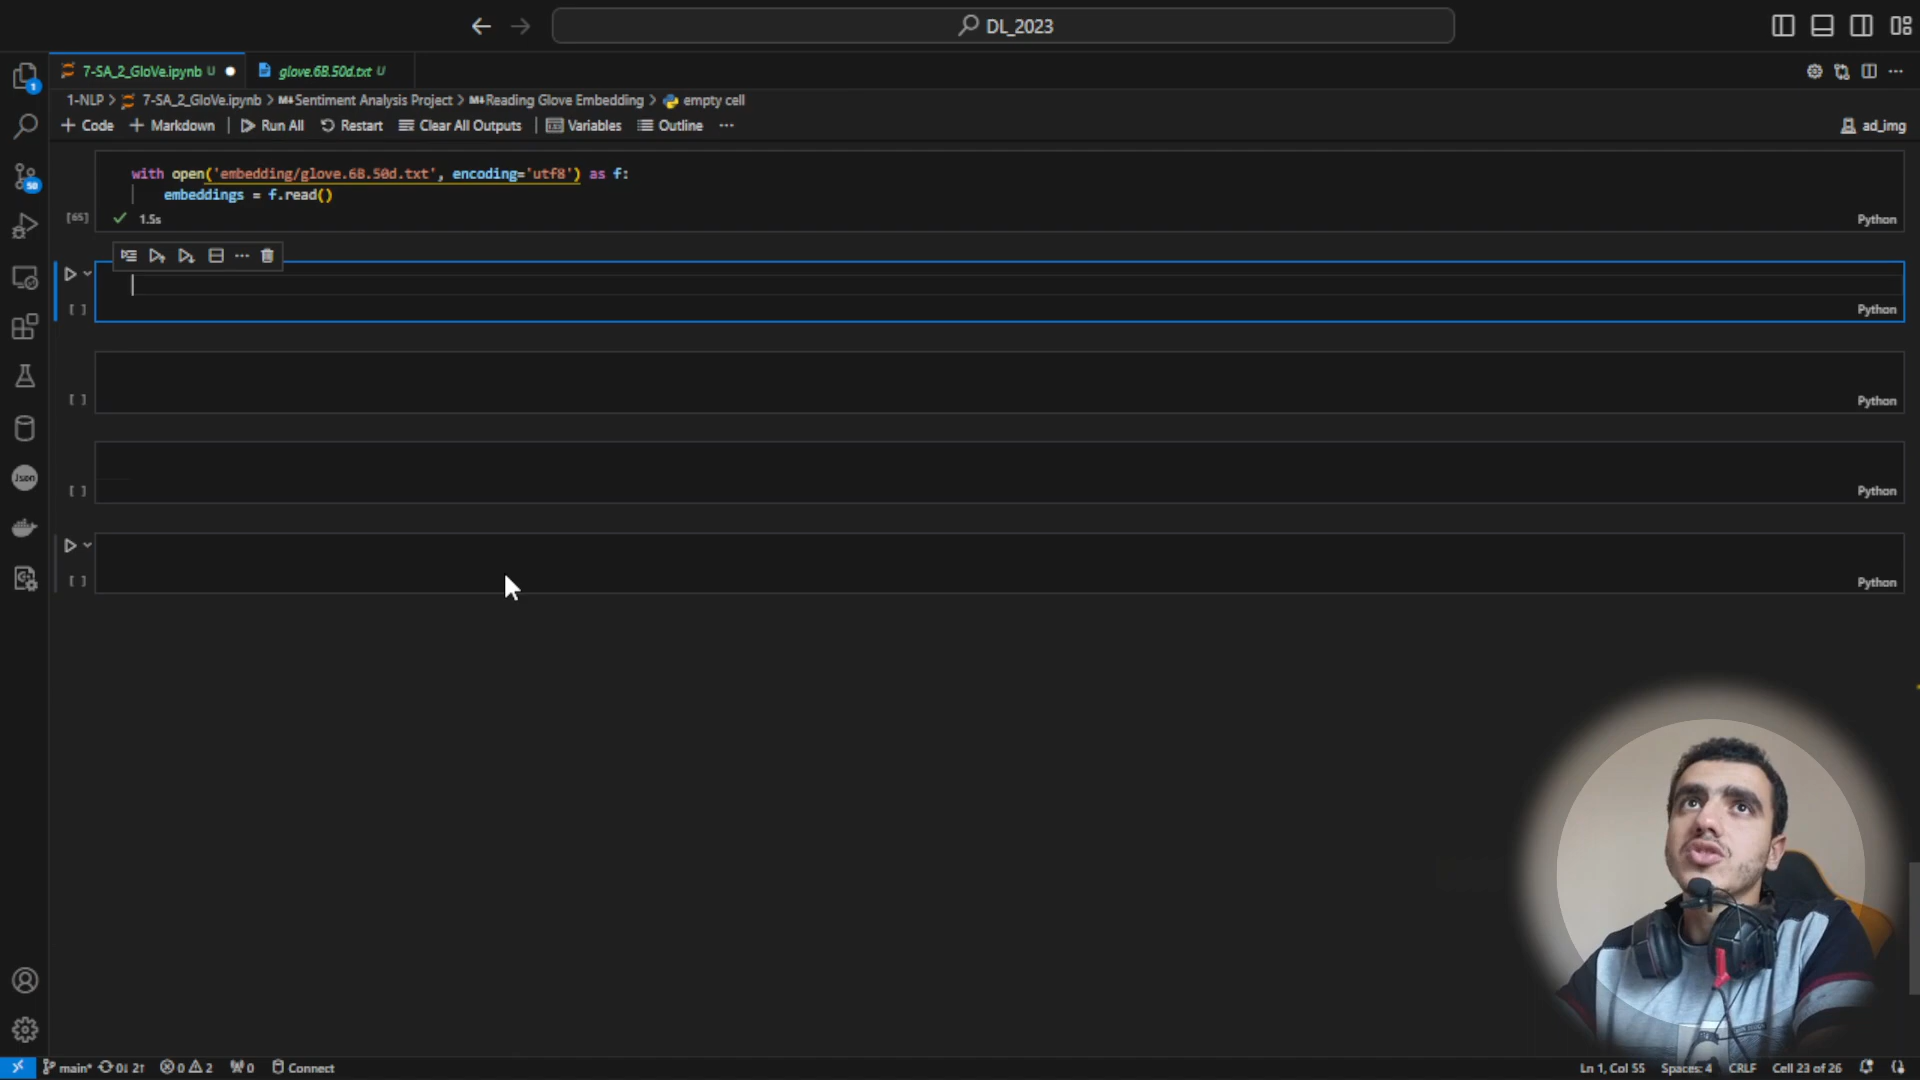 DL_2023
7-SA_2_GloVe.ipynb U
glove.6B.50d.txt U
1-NLP > 7-SA_2_GloVe.ipynb > M↓Sentiment Analysis Project > M↓Reading Glove Embedding > empty cell
+ Code + Markdown | Run All Restart Clear All Outputs | Variables Outline ···
ad_img
with open('embedding/glove.6B.50d.txt', encoding='utf8') as f:
embeddings = f.read()
[65] ✓ 1.5s Python
[ ] Python
[ ] Python
[ ] Python
[ ] Python
1
50
Json
main* 0↓ 2↑ 0 2 0 Connect
Ln 1, Col 55 Spaces: 4 CRLF Cell 23 of 26